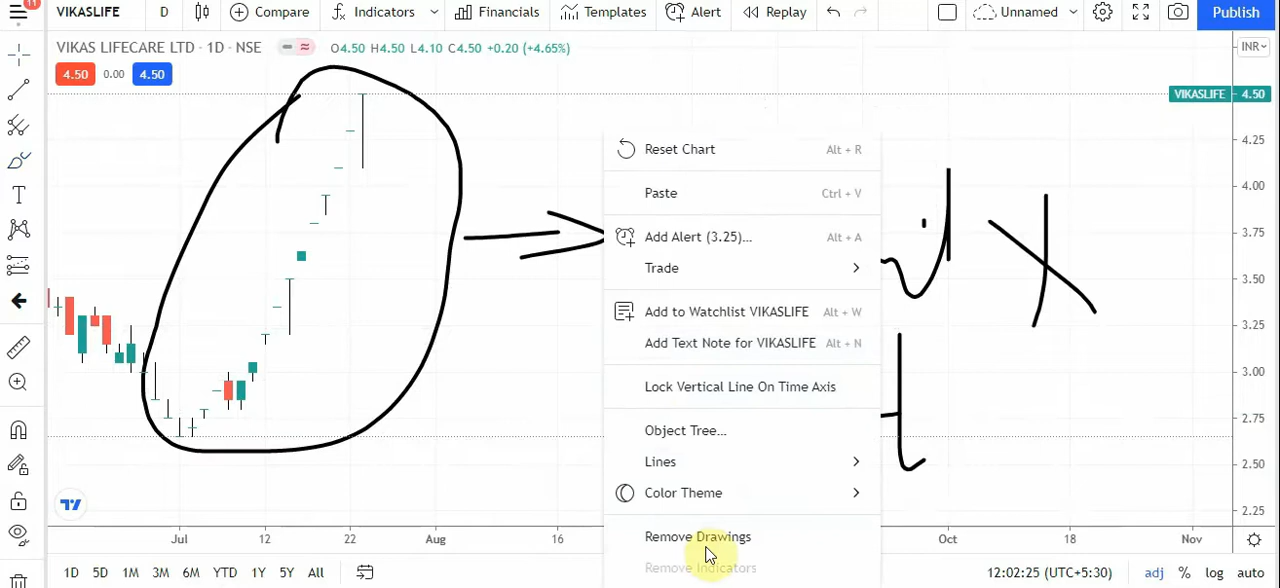 11
VIKASLIFE D Compare Indicators Financials Templates Alert Replay Unnamed Publish
VIKAS LIFECARE LTD · 1D · NSE O4.50 H4.50 L4.10 C4.50 +0.20 (+4.65%) INR
4.50 0.00 4.50
VIKASLIFE 4.50
4.25
4.00
3.75
3.50
3.25
3.00
2.75
2.50
2.25
Reset Chart Alt + R
Paste Ctrl + V
Add Alert (3.25)... Alt + A
Trade
Add to Watchlist VIKASLIFE Alt + W
Add Text Note for VIKASLIFE Alt + N
Lock Vertical Line On Time Axis
Object Tree...
Lines
Color Theme
Remove Drawings
Remove Indicators
Jul 12 22 Aug 16 Oct 18 Nov
1D 5D 1M 3M 6M YTD 1Y 5Y All 12:02:25 (UTC+5:30) adj % log auto